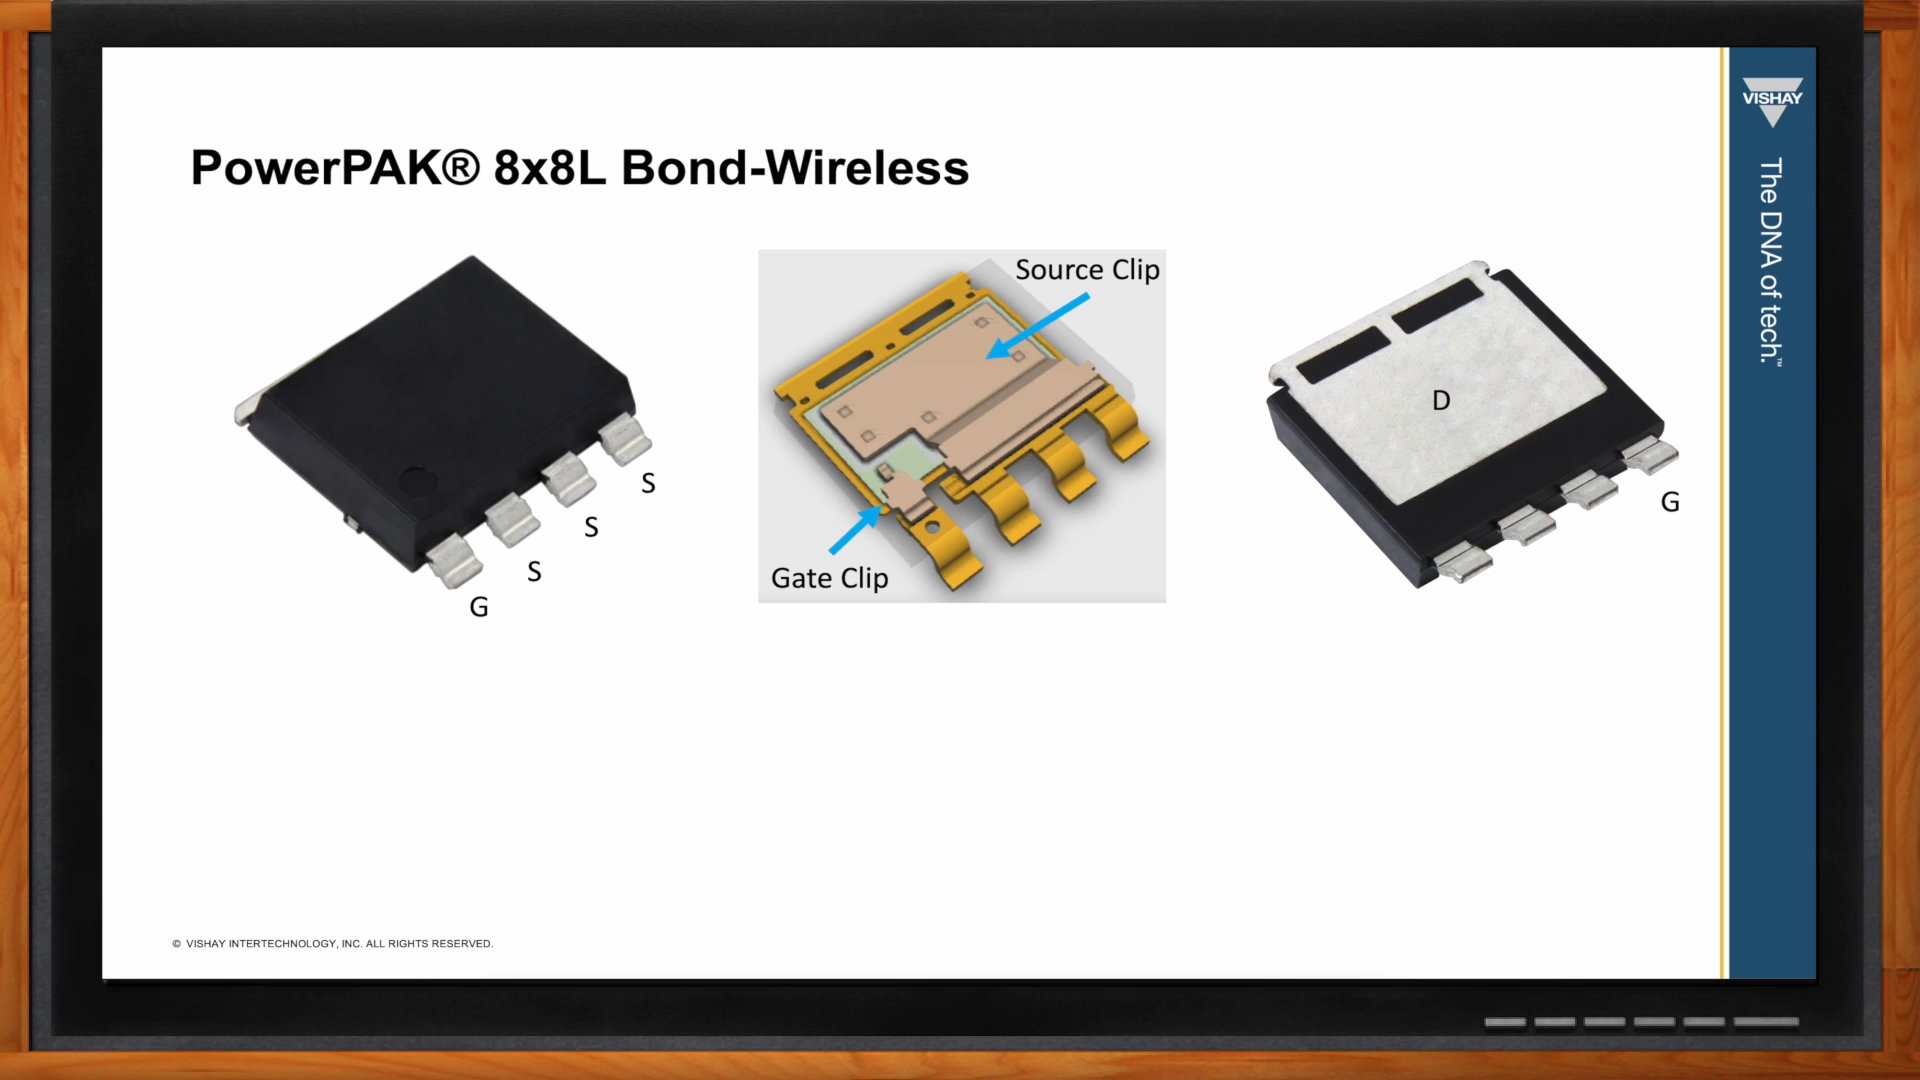 PowerPAK® 8x8L Bond-Wireless
VISHAY
The DNA of tech.™
Source Clip
Gate Clip
S
S
S
G
D
G
© VISHAY INTERTECHNOLOGY, INC. ALL RIGHTS RESERVED.